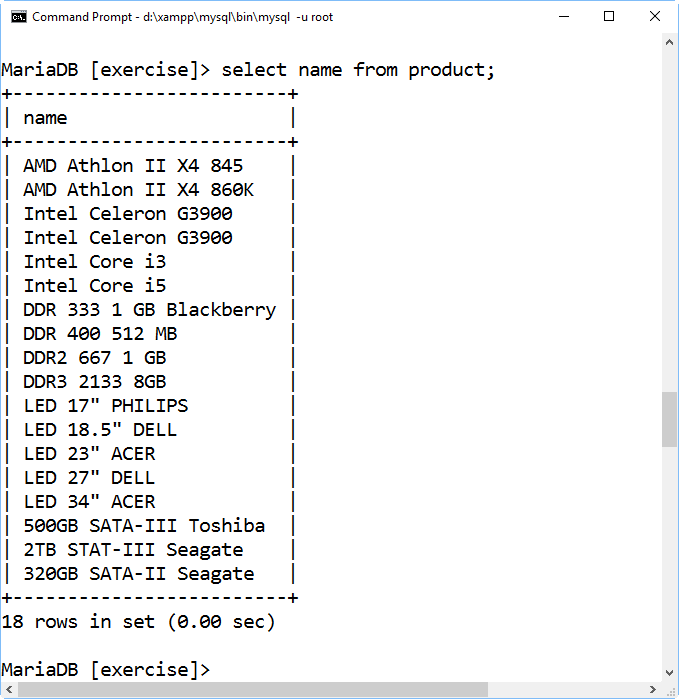 Command Prompt - d:\xampp\mysql\bin\mysql -u root
MariaDB [exercise]> select name from product;
+-------------------------+
| name                    |
+-------------------------+
| AMD Athlon II X4 845    |
| AMD Athlon II X4 860K   |
| Intel Celeron G3900     |
| Intel Celeron G3900     |
| Intel Core i3           |
| Intel Core i5           |
| DDR 333 1 GB Blackberry |
| DDR 400 512 MB          |
| DDR2 667 1 GB           |
| DDR3 2133 8GB           |
| LED 17" PHILIPS         |
| LED 18.5" DELL          |
| LED 23" ACER            |
| LED 27" DELL            |
| LED 34" ACER            |
| 500GB SATA-III Toshiba  |
| 2TB STAT-III Seagate    |
| 320GB SATA-II Seagate   |
+-------------------------+
18 rows in set (0.00 sec)
MariaDB [exercise]>